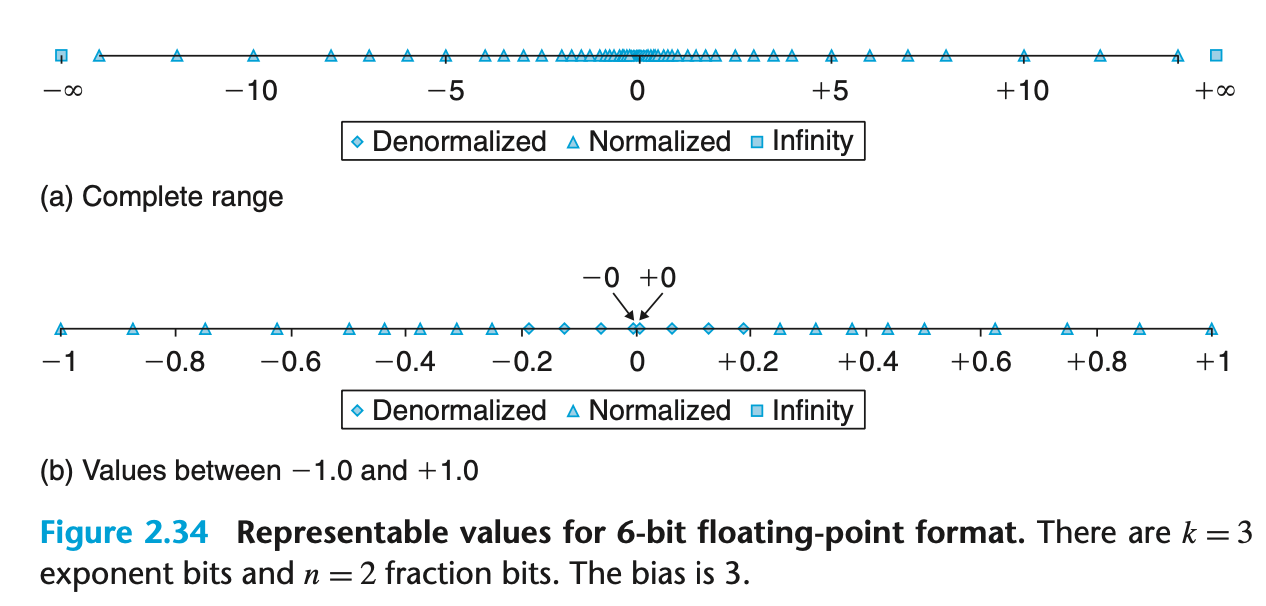 −∞ −10 −5 0 +5 +10 +∞
Denormalized Normalized Infinity
(a) Complete range
−0 +0
−1 −0.8 −0.6 −0.4 −0.2 0 +0.2 +0.4 +0.6 +0.8 +1
Denormalized Normalized Infinity
(b) Values between −1.0 and +1.0
Figure 2.34 Representable values for 6-bit floating-point format. There are k = 3
exponent bits and n = 2 fraction bits. The bias is 3.